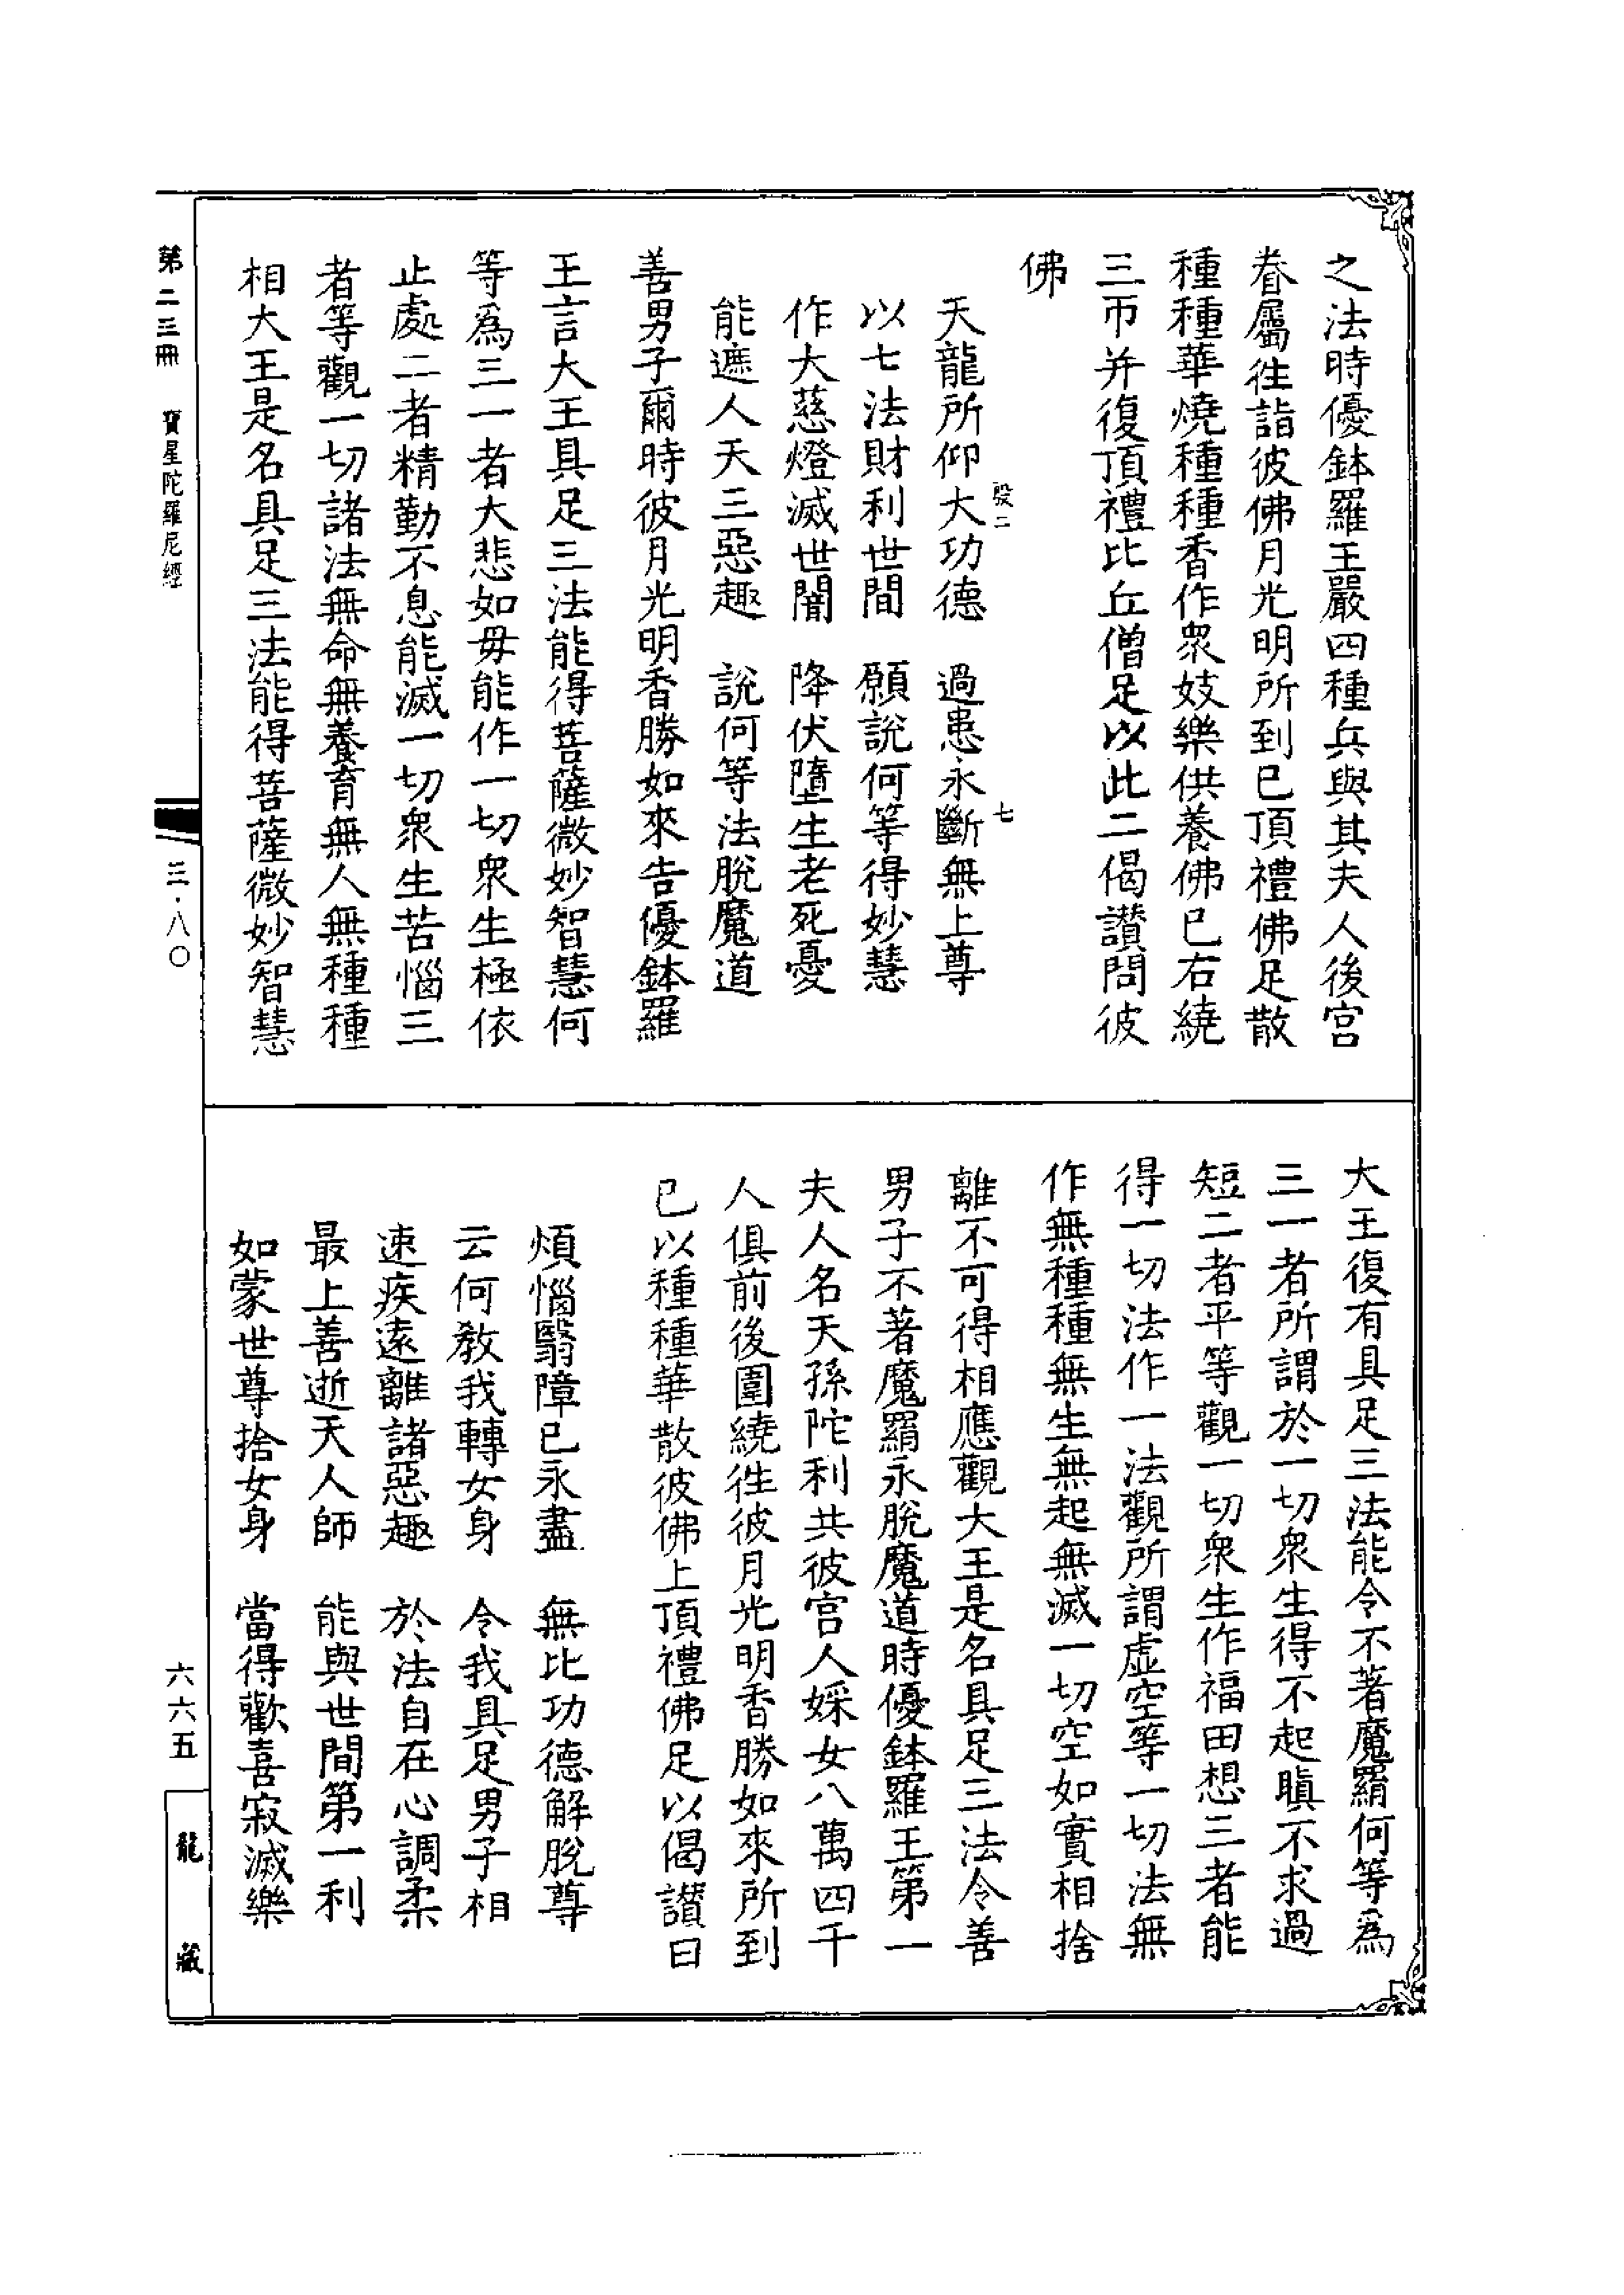 之法時優鉢羅王嚴四種兵與其夫人後宮
眷屬徃詣彼佛月光明所到已頂禮佛足散
種種華燒種種香作衆妓樂供養佛已右繞
三帀并復頂禮比丘僧足以此二偈讃問彼
佛
殷二　七
天龍所仰大功德　過患永斷無上尊
以七法財利世間　願說何等得妙慧
作大慈燈滅世闇　降伏墮生老死憂
能遮人天三惡趣　說何等法脫魔道
善男子爾時彼月光明香勝如來告優鉢羅
王言大王具足三法能得菩薩微妙智慧何
等爲三一者大悲如母能作一切衆生極依
止處二者精勤不息能滅一切衆生苦惱三
者等觀一切諸法無命無養育無人無種種
相大王是名具足三法能得菩薩微妙智慧
大王復有具足三法能令不著魔羂何等爲
三一者所謂於一切衆生得不起瞋不求過
短二者平等觀一切衆生作福田想三者能
得一切法作一法觀所謂虛空等一切法無
作無種種無生無起無滅一切空如實相捨
離不可得相應觀大王是名具足三法令善
男子不著魔羂永脫魔道時優鉢羅王第一
夫人名天孫陀利共彼宮人婇女八萬四千
人俱前後圍繞徃彼月光明香勝如來所到
已以種種華散彼佛上頂禮佛足以偈讃曰
煩惱翳障已永盡　無比功德解脫尊
云何教我轉女身　令我具足男子相
速疾遠離諸惡趣　於法自在心調柔
最上善逝天人師　能與世間第一利
如蒙世尊捨女身　當得歡喜寂滅樂
第二三冊　寶星陀羅尼經
三·八〇
六六五
龍藏